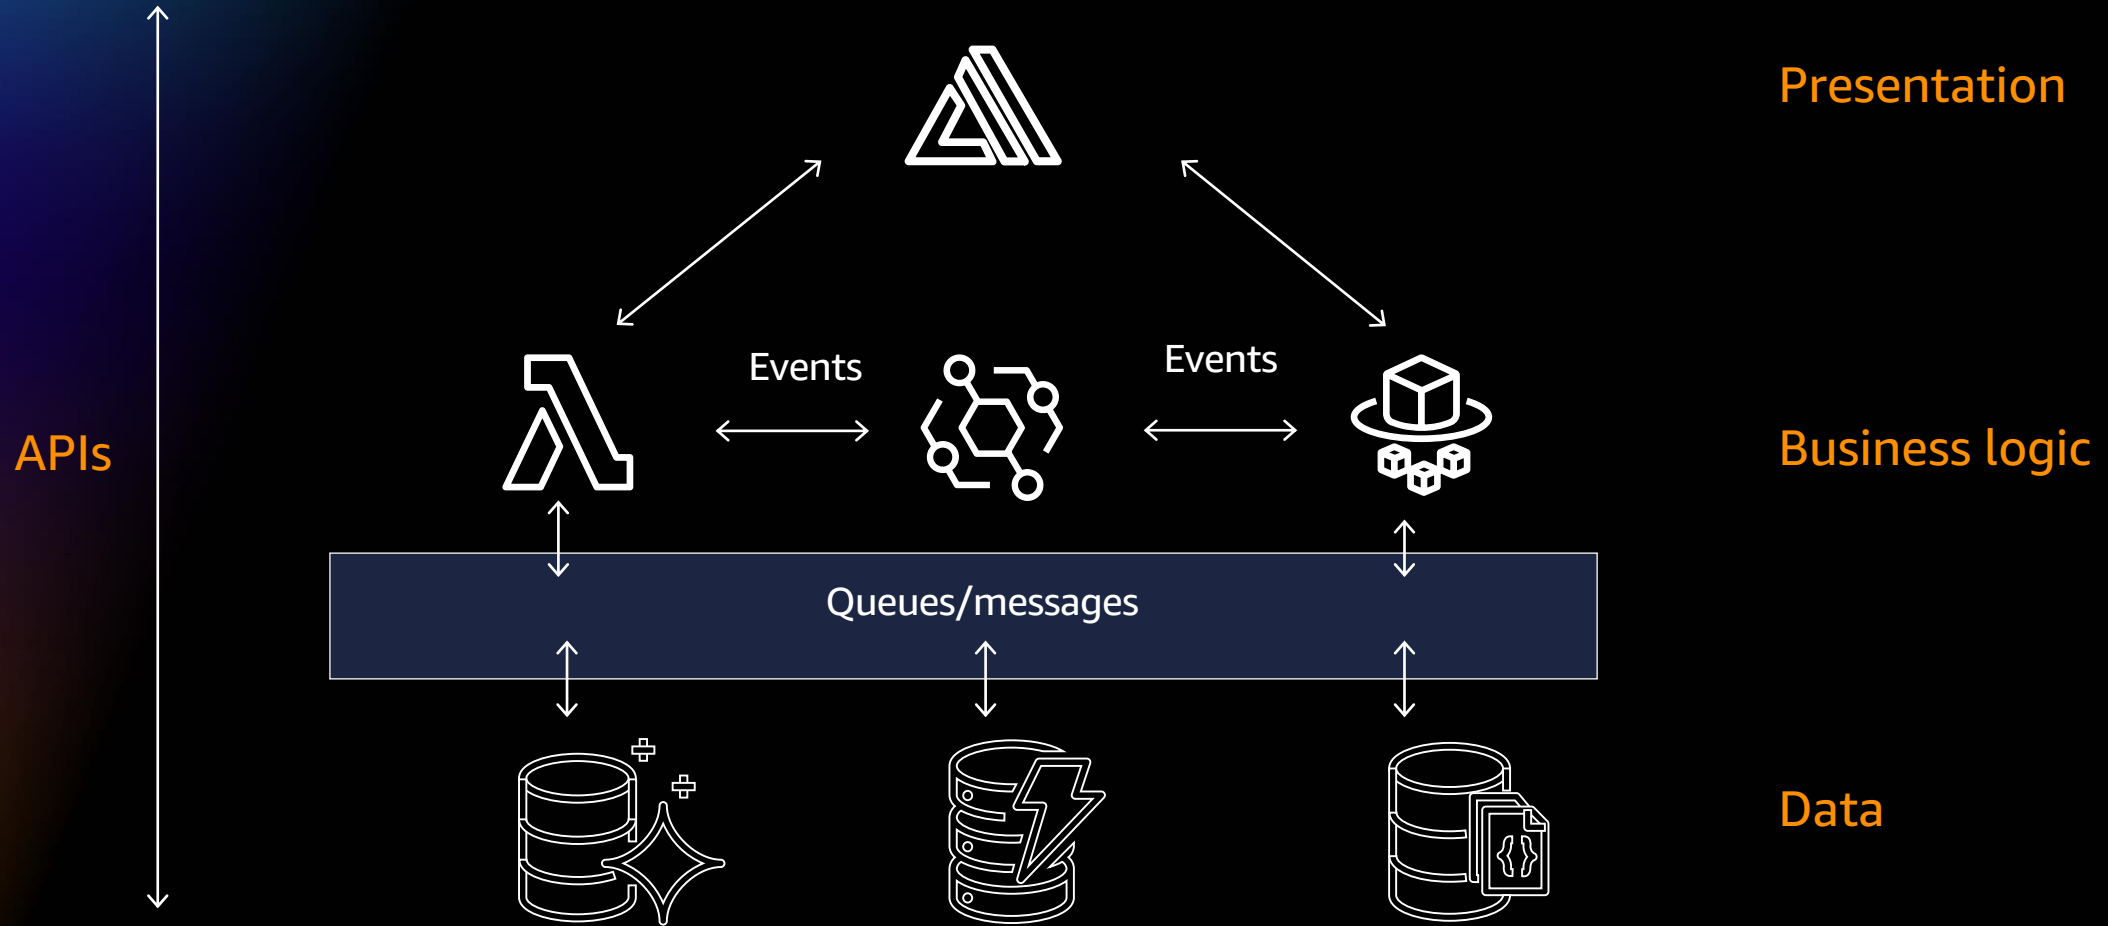 Presentation
Events
Events
APIs
Business logic
Queues/messages
Data
{}